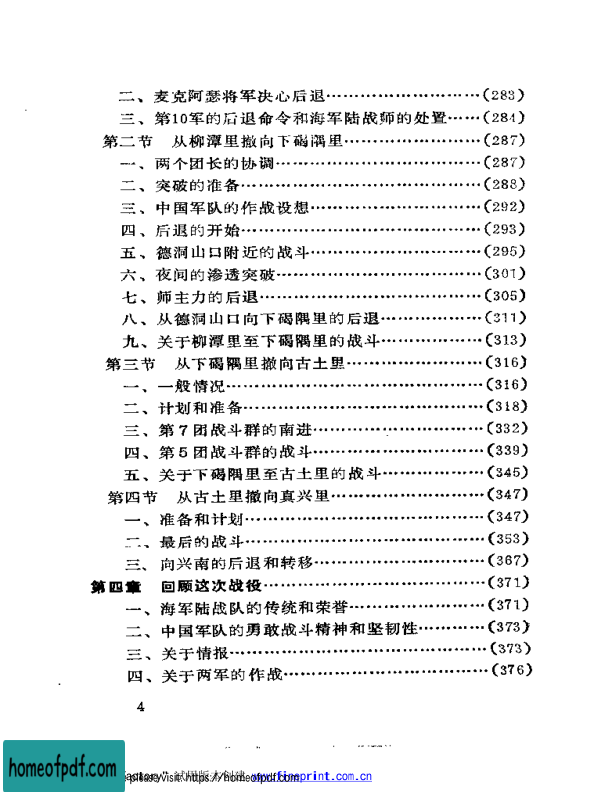 二、麦克阿瑟将军决心后退………………………(283)
三、第10军的后退命令和海军陆战师的处置……(284)
第二节 从柳潭里撤向下碣隅里……………………(287)
一、两个团长的协调………………………………(287)
二、突破的准备……………………………………(288)
三、中国军队的作战设想…………………………(292)
四、后退的开始……………………………………(293)
五、德洞山口附近的战斗…………………………(295)
六、夜间的渗透突破………………………………(301)
七、师主力的后退…………………………………(305)
八、从德洞山口向下碣隅里的后退………………(311)
九、关于柳潭里至下碣隅里的战斗………………(313)
第三节 从下碣隅里撤向古土里……………………(316)
一、一般情况………………………………………(316)
二、计划和准备……………………………………(318)
三、第7团战斗群的南进…………………………(332)
四、第5团战斗群的战斗…………………………(339)
五、关于下碣隅里至古土里的战斗………………(345)
第四节 从古土里撤向真兴里………………………(347)
一、准备和计划……………………………………(347)
二、最后的战斗……………………………………(353)
三、向兴南的后退和转移…………………………(367)
第四章 回顾这次战役………………………………(371)
一、海军陆战队的传统和荣誉……………………(371)
二、中国军队的勇敢战斗精神和坚韧性…………(373)
三、关于情报………………………………………(373)
四、关于两军的作战………………………………(376)
4
homeofpdf.com
please visit: https://homeofpdf.com
www.fineprint.com.cn